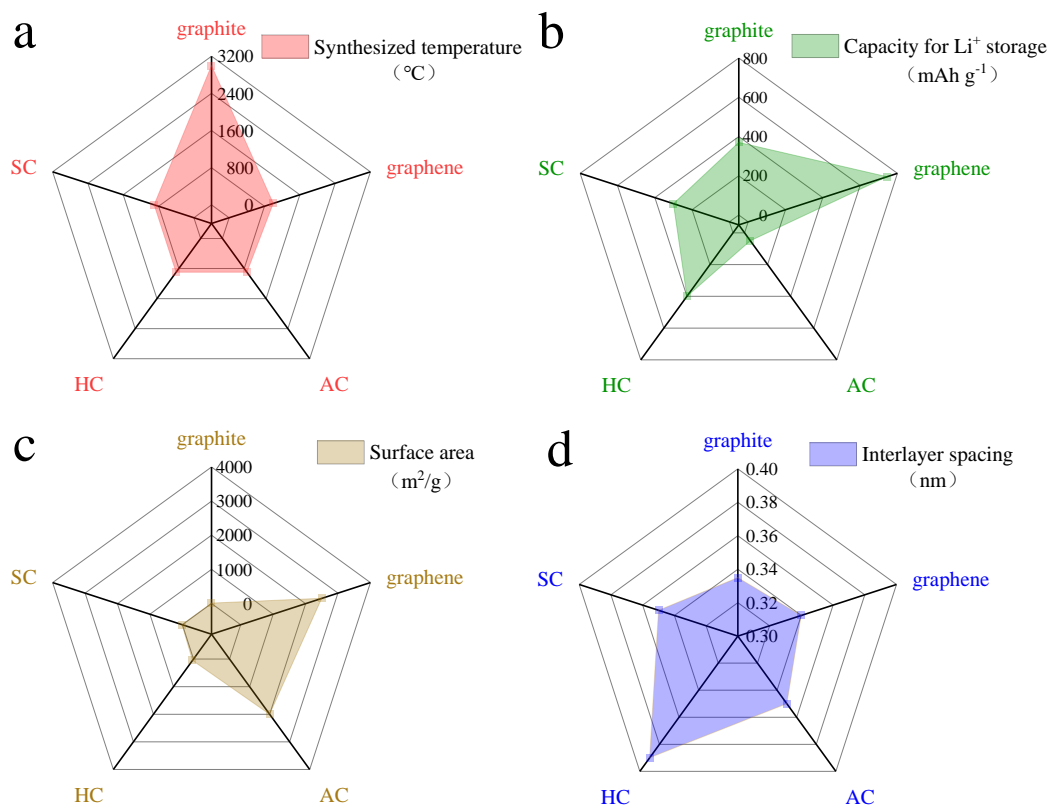 a
graphite
Synthesized temperature
（℃）
3200
2400
1600
800
0
SC
graphene
HC
AC
b
graphite
Capacity for Li⁺ storage
（mAh g⁻¹）
800
600
400
200
0
SC
graphene
HC
AC
c
graphite
Surface area
（m²/g）
4000
3000
2000
1000
0
SC
graphene
HC
AC
d
graphite
Interlayer spacing
（nm）
0.40
0.38
0.36
0.34
0.32
0.30
SC
graphene
HC
AC